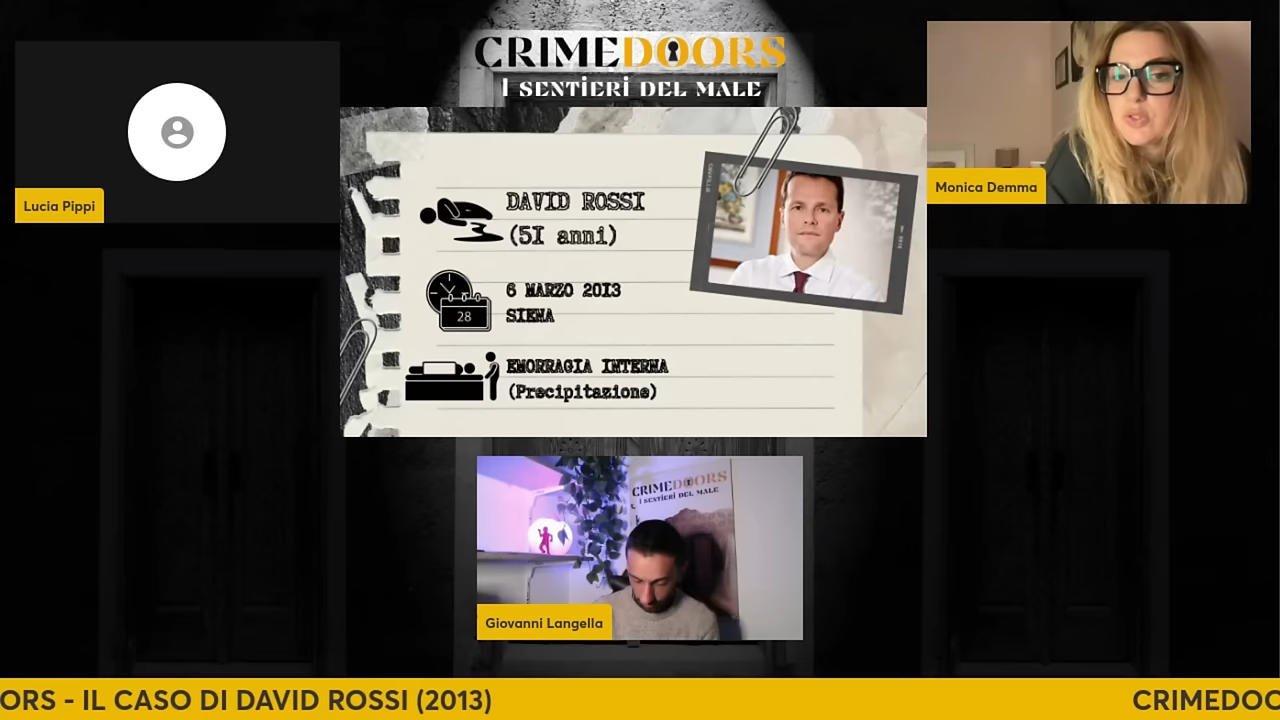 CRIMEDOORS
I SENTIERI DEL MALE
Lucia Pippi
Monica Demma
DAVID ROSSI
(51 anni)
6 MARZO 2013
SIENA
28
EMORRAGIA INTERNA
(Precipitazione)
CRIMEDOORS
I SENTIERI DEL MALE
Giovanni Langella
ORS - IL CASO DI DAVID ROSSI (2013)
CRIMEDOO